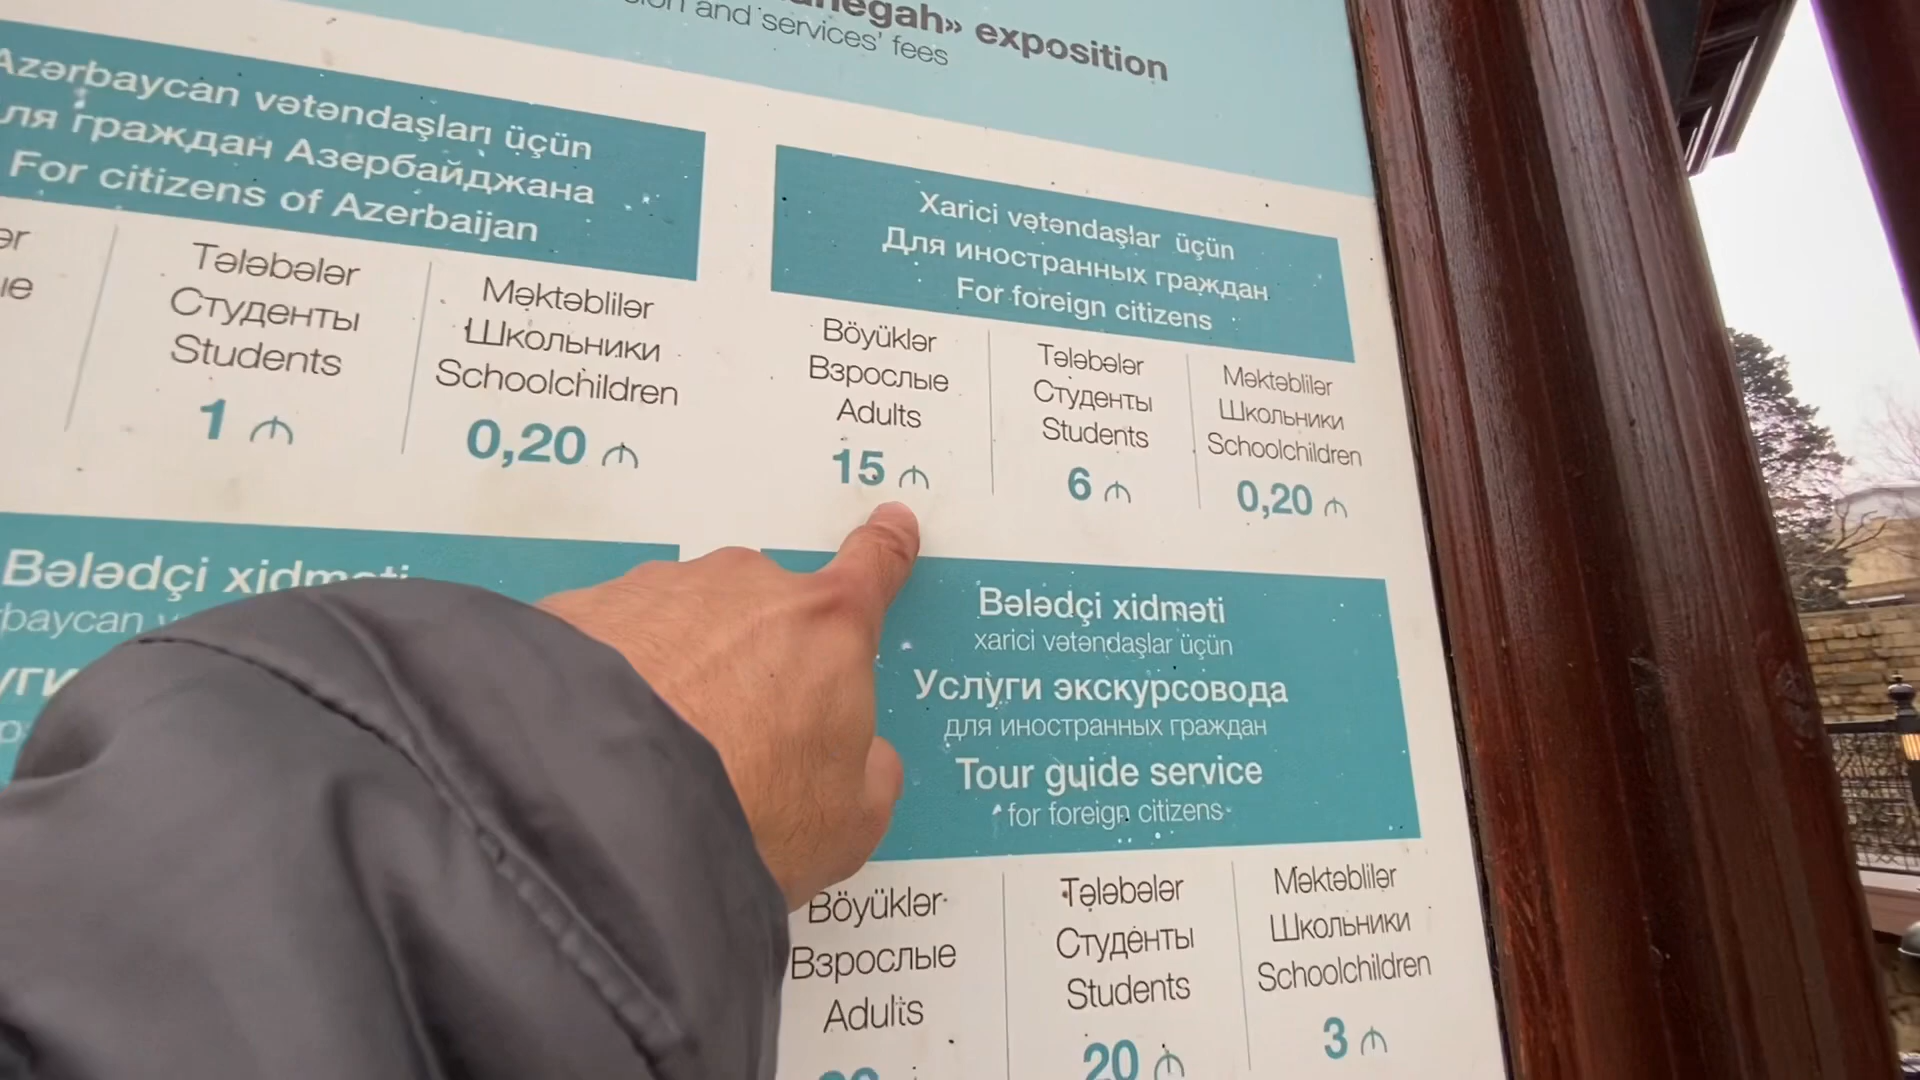 exposition
and services' fees
Azərbaycan vətəndaşları üçün
граждан Азербайджана
For citizens of Azerbaijan
Tələbələr
Студенты
Students
1 ₼
Məktəblilər
Школьники
Schoolchildren
0,20 ₼
Xarici vətəndaşlar üçün
Для иностранных граждан
For foreign citizens
Böyüklər
Взрослые
Adults
15 ₼
Tələbələr
Студенты
Students
6 ₼
Məktəblilər
Школьники
Schoolchildren
0,20 ₼
Bələdçi xidməti
Bələdçi xidməti
xarici vətəndaşlar üçün
Услуги экскурсовода
для иностранных граждан
Tour guide service
for foreign citizens
Böyüklər
Взрослые
Adults
Tələbələr
Студенты
Students
20 ₼
Məktəblilər
Школьники
Schoolchildren
3 ₼